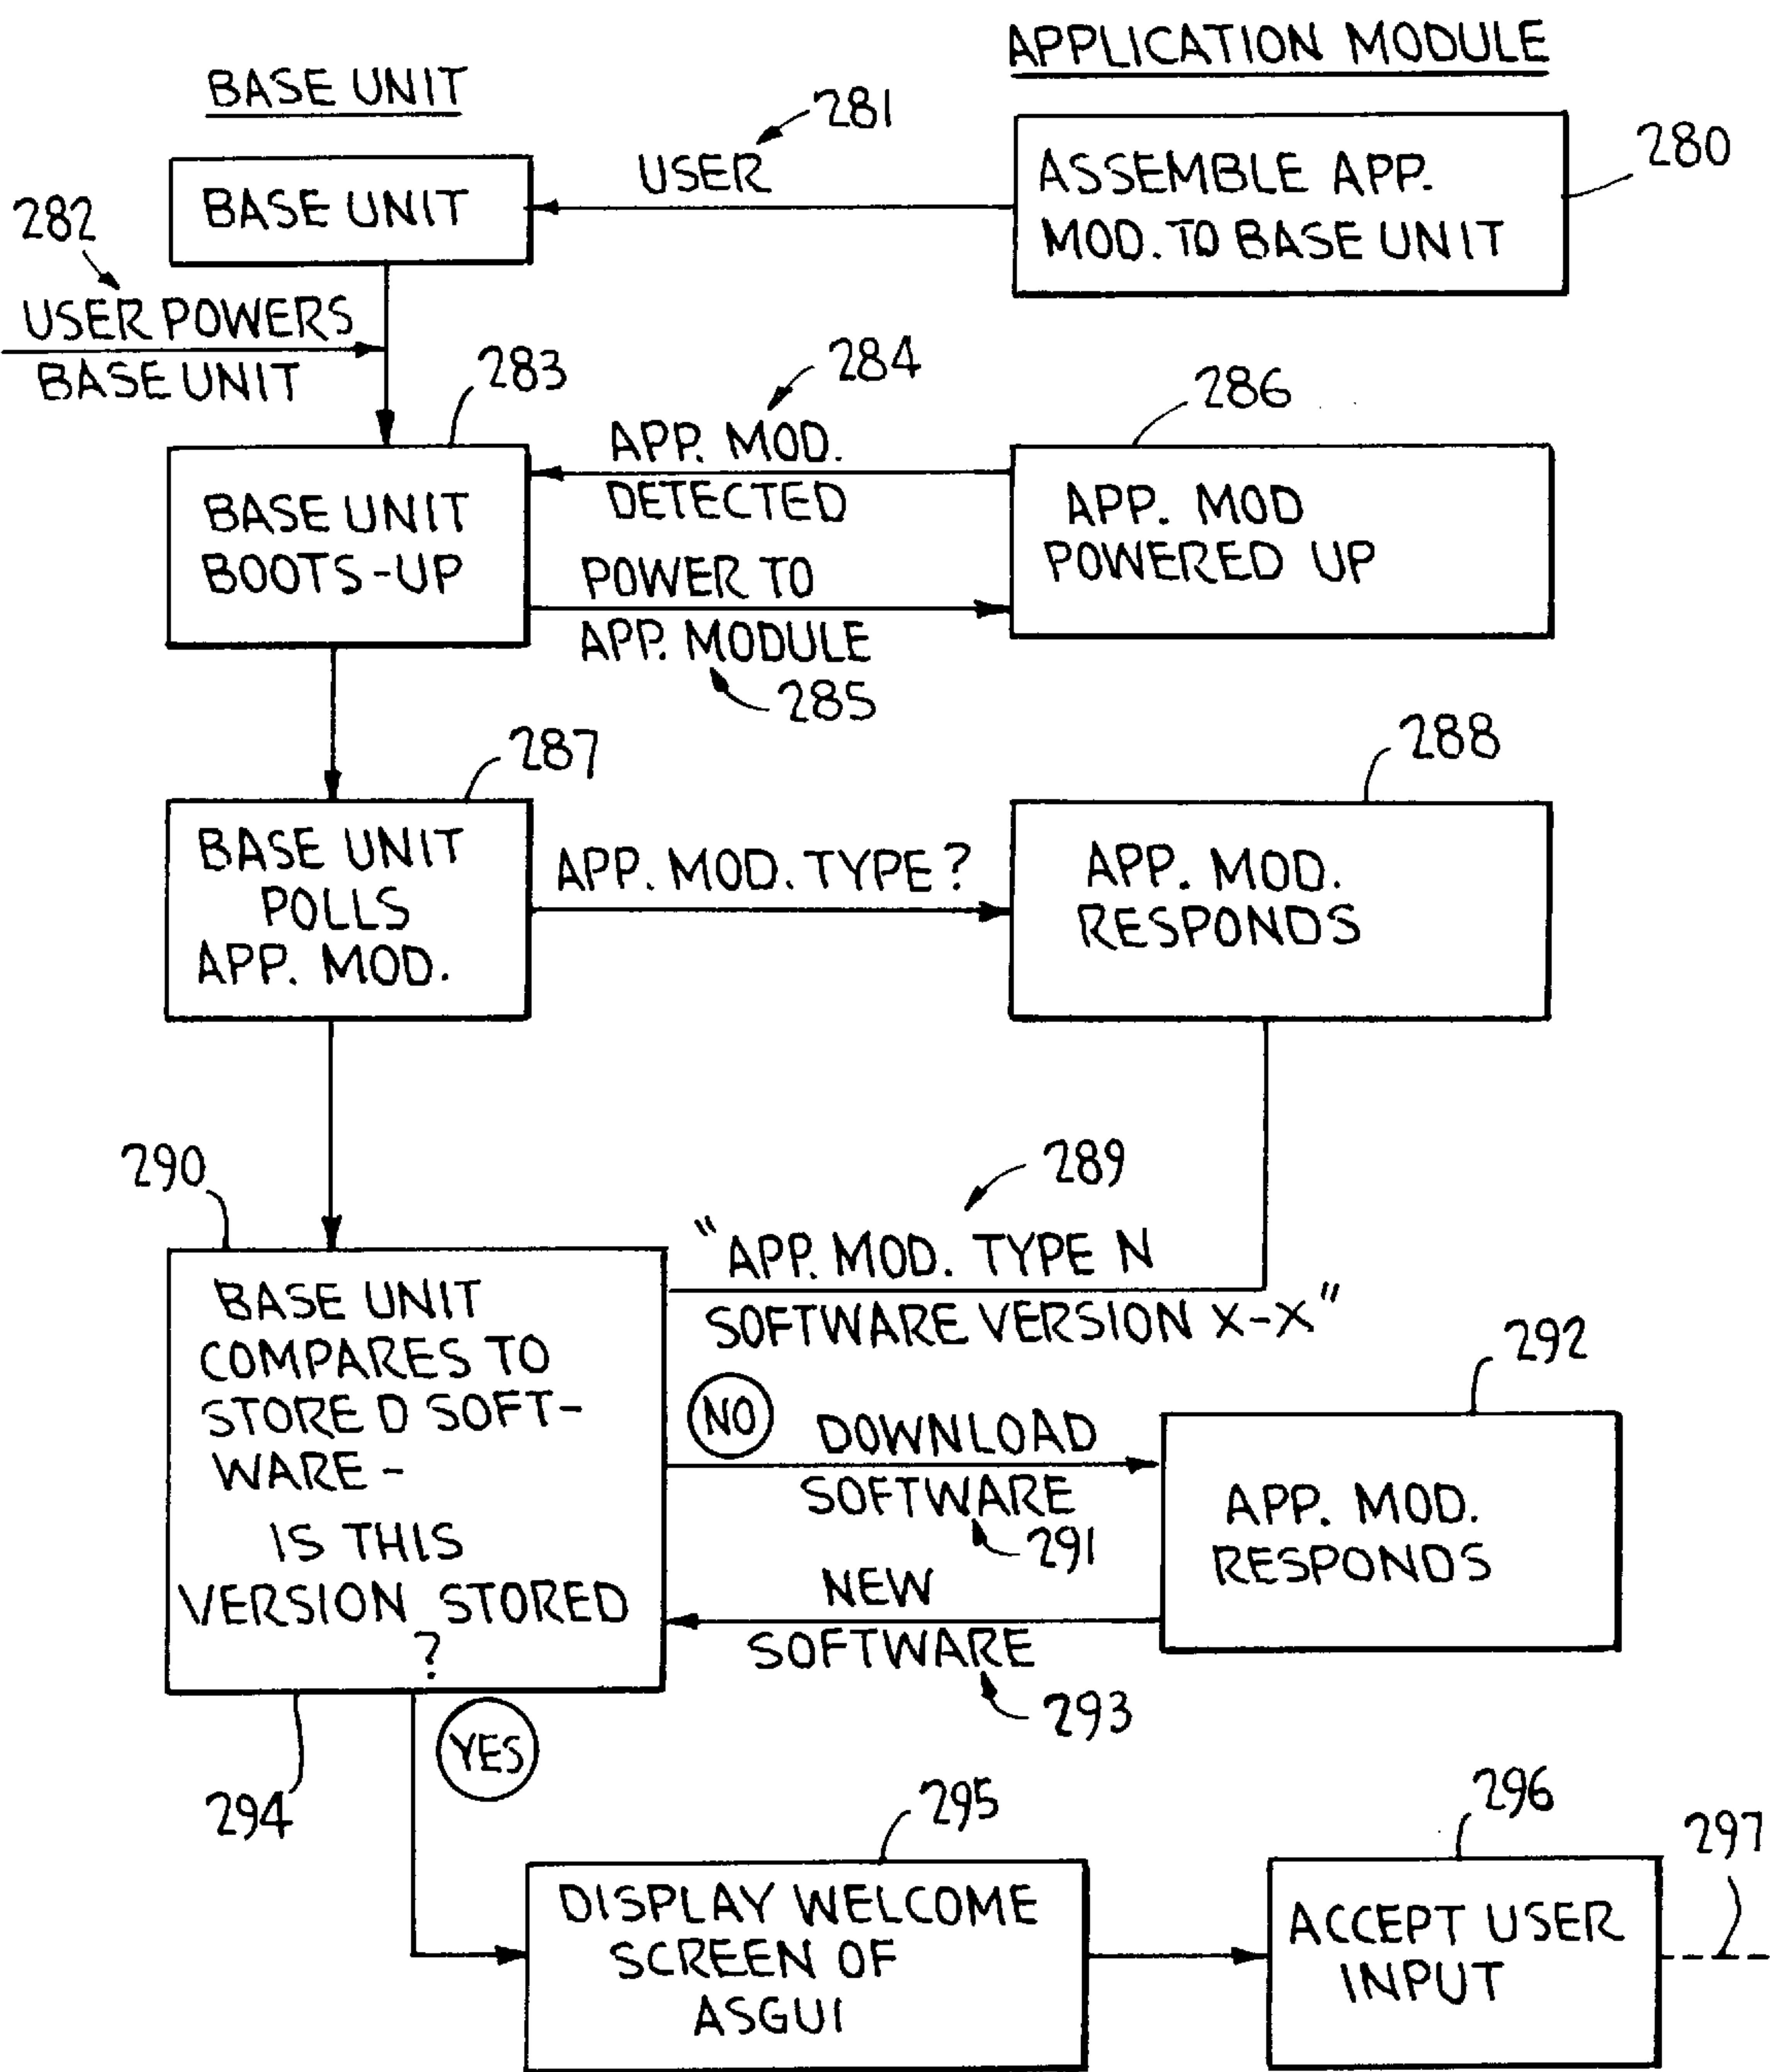 APPLICATION MODULE
BASE UNIT
281
USER
280
ASSEMBLE APP.
MOD. TO BASE UNIT
BASE UNIT
282
USER POWERS
BASE UNIT
283
284
286
APP. MOD.
DETECTED
BASE UNIT
BOOTS-UP
APP. MOD
POWERED UP
POWER TO
APP. MODULE
285
287
288
BASE UNIT
POLLS
APP. MOD.
APP. MOD. TYPE?
APP. MOD.
RESPONDS
290
289
"APP. MOD. TYPE N
SOFTWARE VERSION X-X"
BASE UNIT
COMPARES TO
STORED SOFT-
WARE -
IS THIS
VERSION STORED
?
292
NO
DOWNLOAD
SOFTWARE
291
APP. MOD.
RESPONDS
NEW
SOFTWARE
293
YES
294
295
296
297
DISPLAY WELCOME
SCREEN OF
ASGUI
ACCEPT USER
INPUT